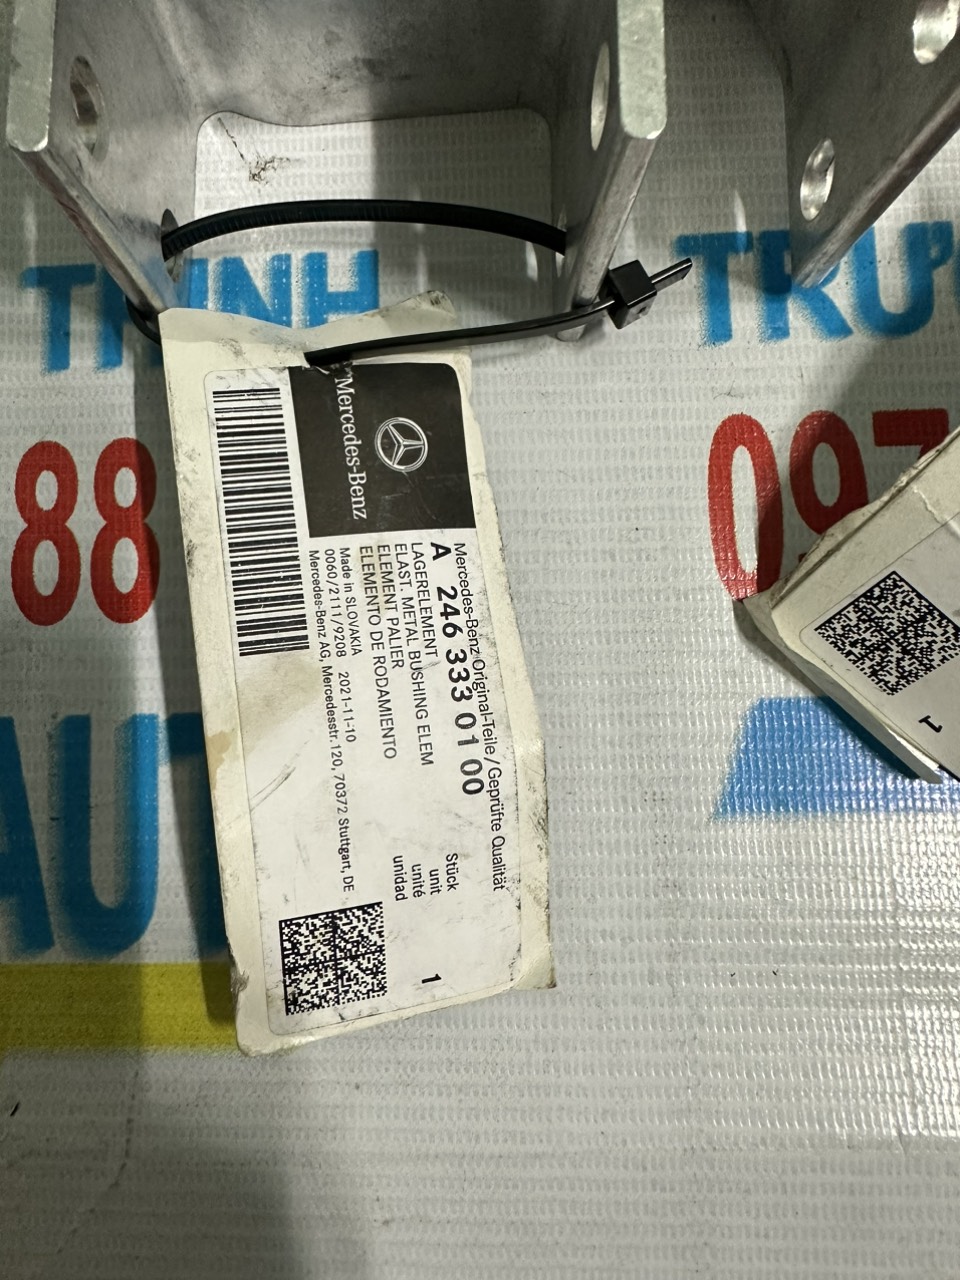 TRỊNH
TRƯ
88
097
AUT
Mercedes-Benz
Mercedes-Benz Original-Teile/Geprüfte Qualität
A 246 333 01 00
LAGERELEMENT
ELAST. METAL BUSHING ELEM
ELEMENT PALIER
ELEMENTO DE RODAMIENTO
Stück
unit
unité
unidad
1
Made in SLOVAKIA 2021-11-10
0060/2111/9208
Mercedes-Benz AG, Mercedesstr. 120, 70372 Stuttgart, DE
1